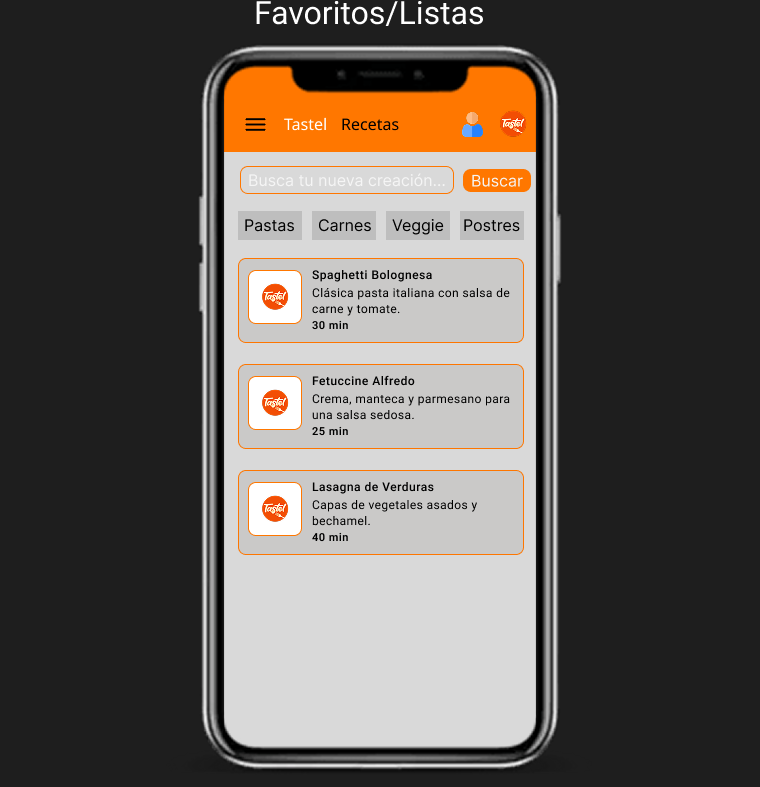 Favoritos/Listas
Tastel Recetas Tastel
Busca tu nueva creación... Buscar
Pastas Carnes Veggie Postres
Spaghetti Bolognesa
Clásica pasta italiana con salsa de
carne y tomate.
30 min
Tastel
Fetuccine Alfredo
Crema, manteca y parmesano para
una salsa sedosa.
25 min
Tastel
Lasagna de Verduras
Capas de vegetales asados y
bechamel.
40 min
Tastel